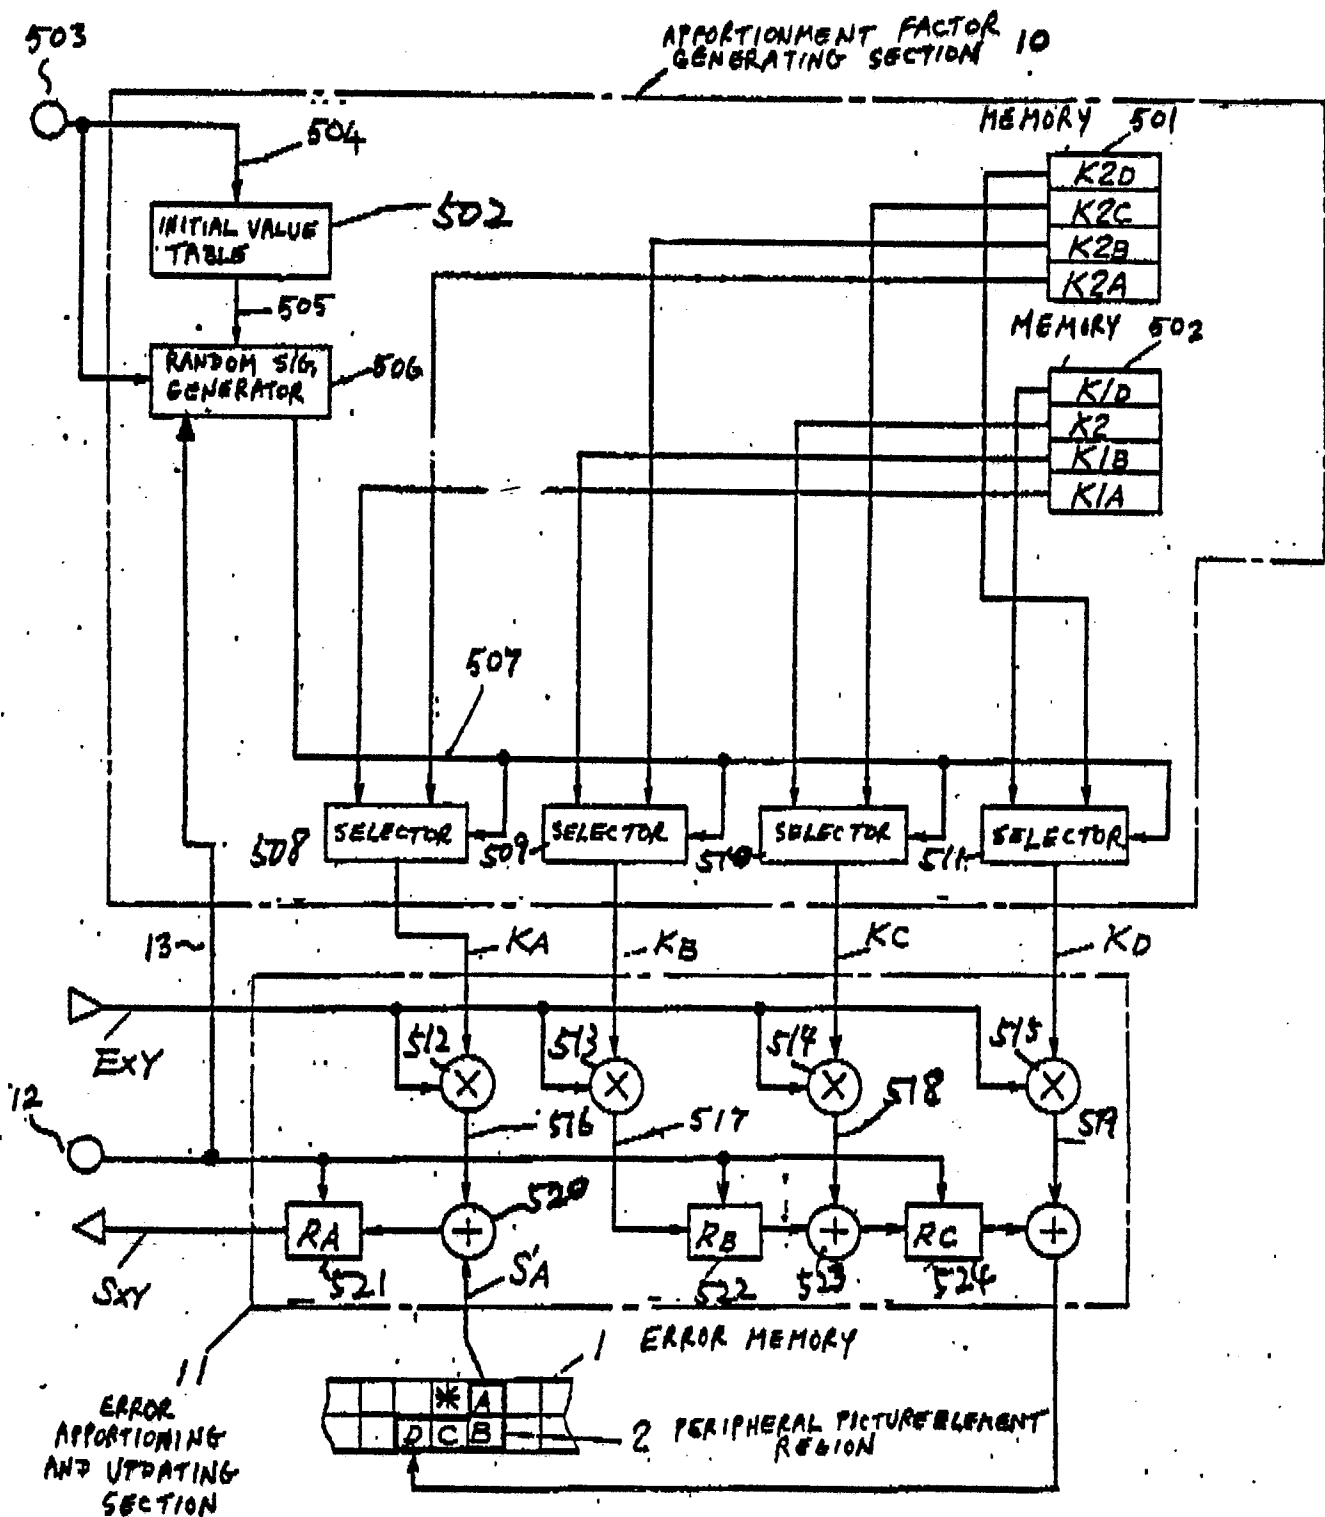 503
APPORTIONMENT FACTOR
GENERATING SECTION 10
504
MEMORY 501
K2D
K2C
K2B
K2A
INITIAL VALUE
TABLE
502
505
MEMORY 502
K1D
K2
K1B
K1A
RANDOM SIG,
GENERATOR
506
507
SELECTOR
SELECTOR
SELECTOR
SELECTOR
508
509
510
511
13
KA
KB
KC
KD
EXY
512
513
514
515
12
516
517
518
519
520
RA
RB
RC
SXY
521
S'A
522
523
524
11
1 ERROR MEMORY
ERROR
APPORTIONING
AND UPDATING
SECTION
* A
D C B
2 PERIPHERAL PICTURE ELEMENT
REGION